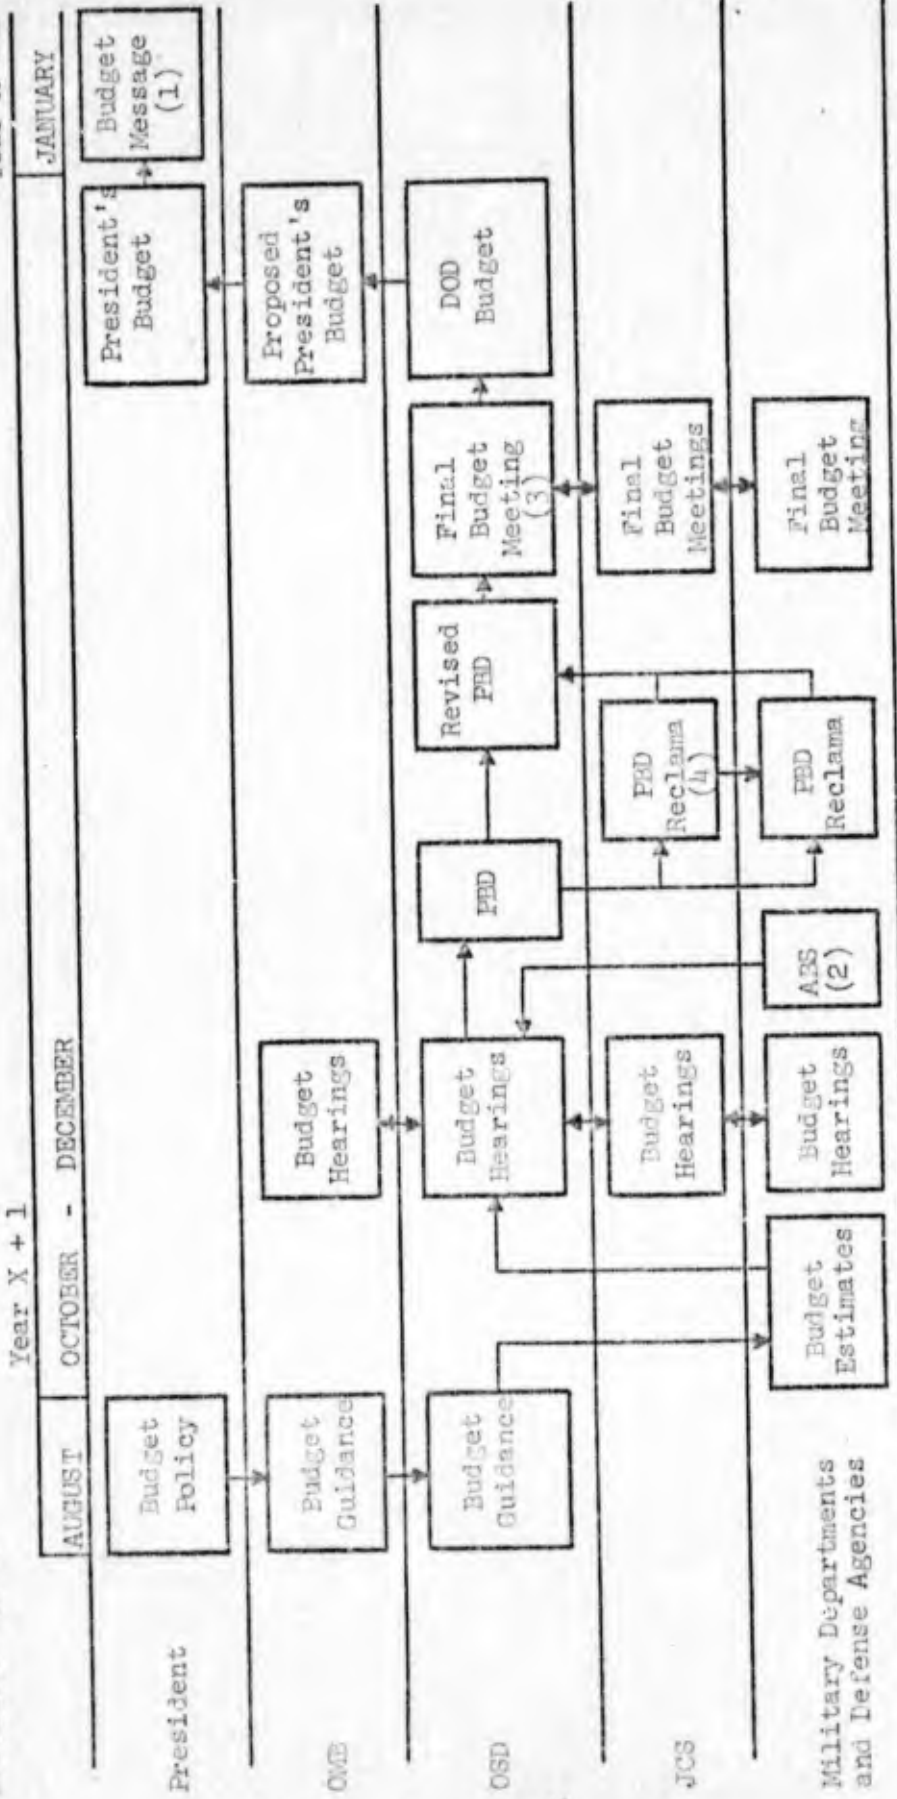 Year X + 1
AUGUST
OCTOBER - DECEMBER
JANUARY
President
Budget
Policy
President's
Budget
Budget
Message
(1)
OMB
Budget
Guidance
Budget
Hearings
Proposed
President's
Budget
OSD
Budget
Guidance
Budget
Hearings
PBD
Revised
PBD
Final
Budget
Meeting
(3)
DOD
Budget
JCS
Budget
Hearings
PBD
Reclama
(4)
Final
Budget
Meetings
Military Departments
and Defense Agencies
Budget
Estimates
Budget
Hearings
ABS
(2)
PBD
Reclama
Final
Budget
Meeting